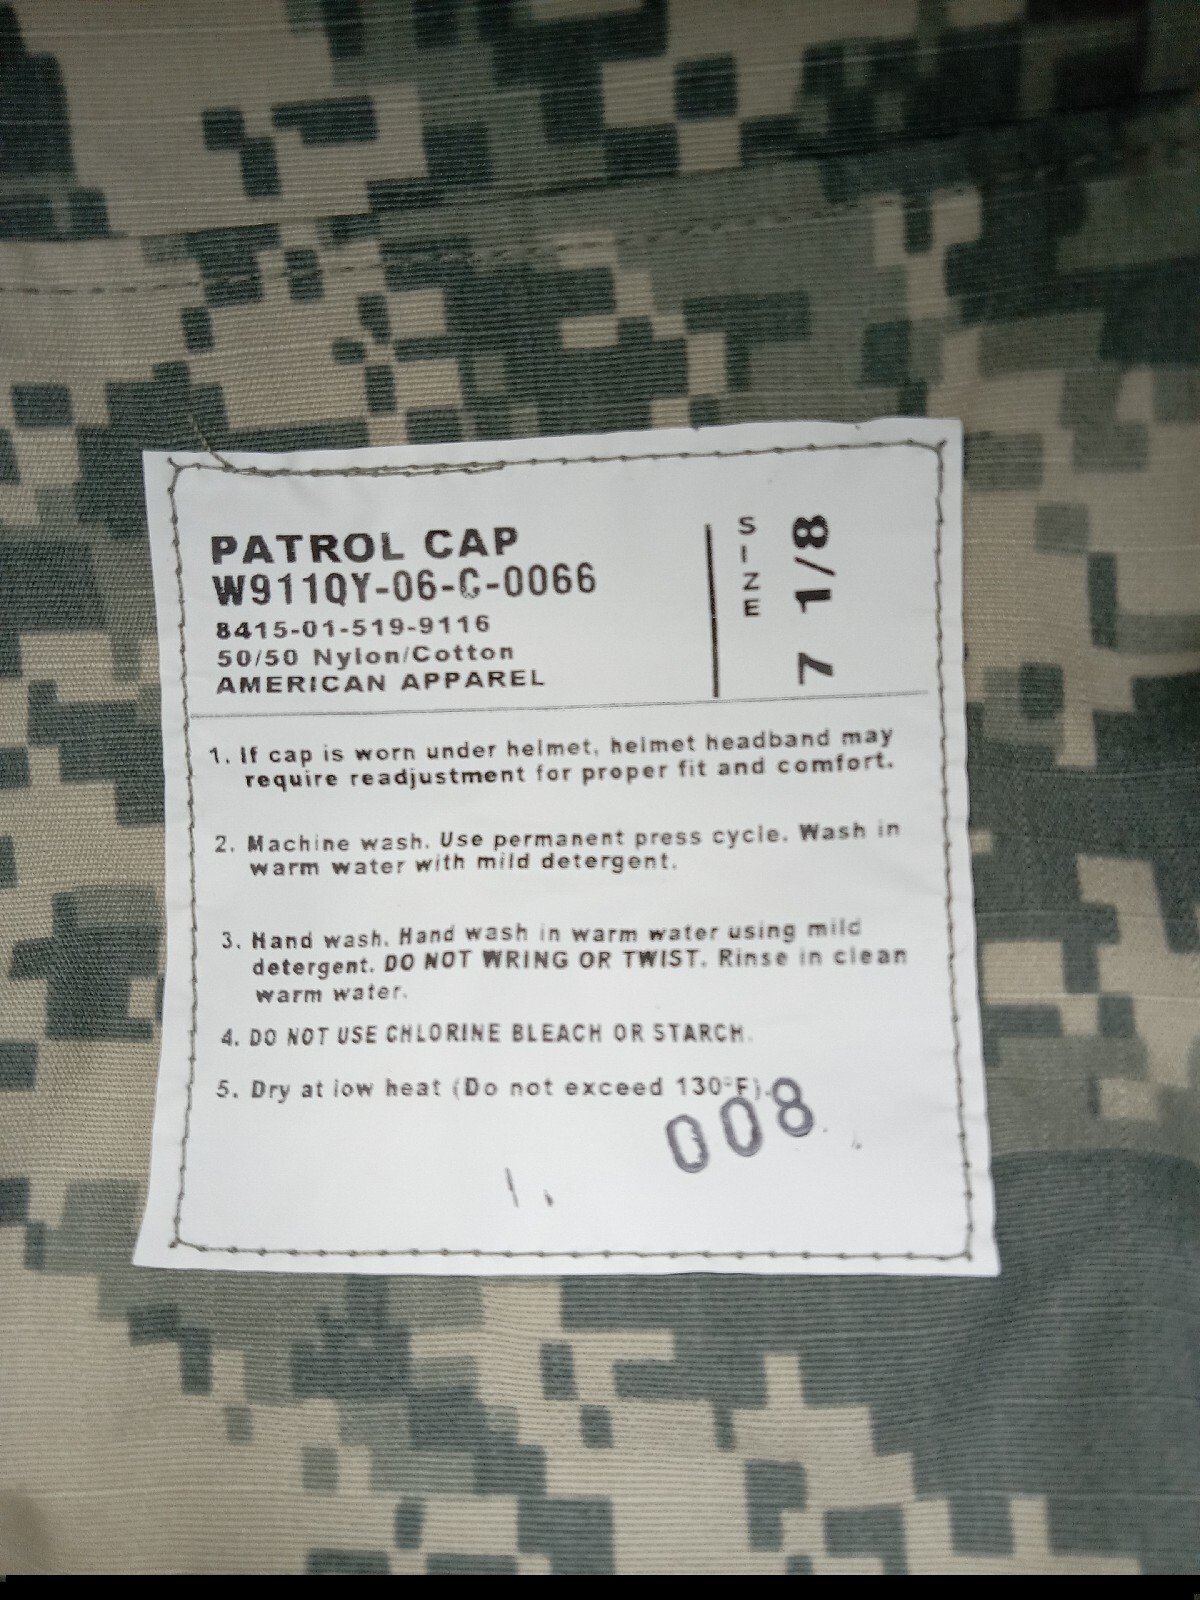 PATROL CAP
W911QY-06-C-0066
8415-01-519-9116
50/50 Nylon/Cotton
AMERICAN APPAREL
SIZE
7 1/8
1. If cap is worn under helmet, helmet headband may
require readjustment for proper fit and comfort.
2. Machine wash. Use permanent press cycle. Wash in
warm water with mild detergent.
3. Hand wash. Hand wash in warm water using mild
detergent. DO NOT WRING OR TWIST. Rinse in clean
warm water.
4. DO NOT USE CHLORINE BLEACH OR STARCH.
5. Dry at low heat (Do not exceed 130°F).
008